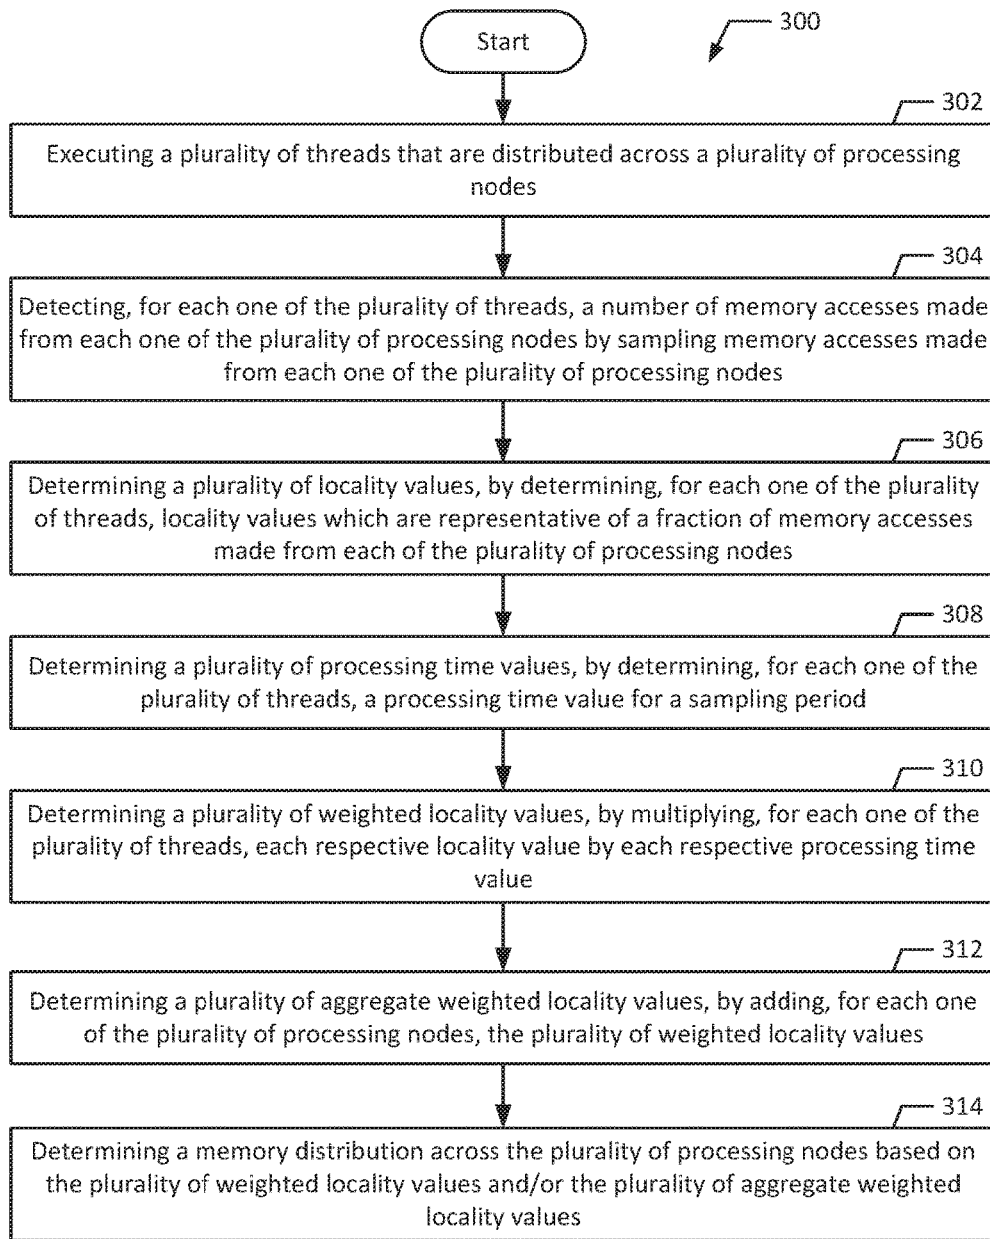 Start
300
302
Executing a plurality of threads that are distributed across a plurality of processing
nodes
304
Detecting, for each one of the plurality of threads, a number of memory accesses made
from each one of the plurality of processing nodes by sampling memory accesses made
from each one of the plurality of processing nodes
306
Determining a plurality of locality values, by determining, for each one of the plurality
of threads, locality values which are representative of a fraction of memory accesses
made from each of the plurality of processing nodes
308
Determining a plurality of processing time values, by determining, for each one of the
plurality of threads, a processing time value for a sampling period
310
Determining a plurality of weighted locality values, by multiplying, for each one of the
plurality of threads, each respective locality value by each respective processing time
value
312
Determining a plurality of aggregate weighted locality values, by adding, for each one
of the plurality of processing nodes, the plurality of weighted locality values
314
Determining a memory distribution across the plurality of processing nodes based on
the plurality of weighted locality values and/or the plurality of aggregate weighted
locality values